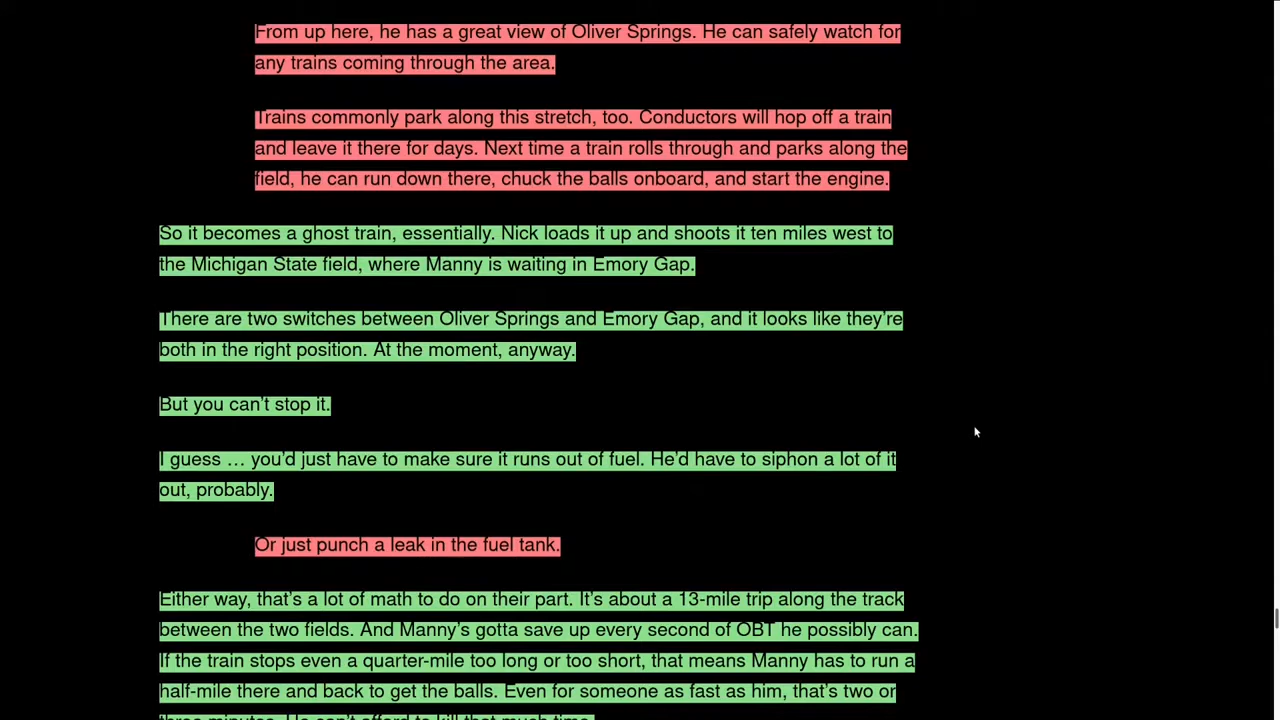 From up here, he has a great view of Oliver Springs. He can safely watch for
any trains coming through the area.
Trains commonly park along this stretch, too. Conductors will hop off a train
and leave it there for days. Next time a train rolls through and parks along the
field, he can run down there, chuck the balls onboard, and start the engine.
So it becomes a ghost train, essentially. Nick loads it up and shoots it ten miles west to
the Michigan State field, where Manny is waiting in Emory Gap.
There are two switches between Oliver Springs and Emory Gap, and it looks like they’re
both in the right position. At the moment, anyway.
But you can’t stop it.
I guess … you’d just have to make sure it runs out of fuel. He’d have to siphon a lot of it
out, probably.
Or just punch a leak in the fuel tank.
Either way, that’s a lot of math to do on their part. It’s about a 13-mile trip along the track
between the two fields. And Manny’s gotta save up every second of OBT he possibly can.
If the train stops even a quarter-mile too long or too short, that means Manny has to run a
half-mile there and back to get the balls. Even for someone as fast as him, that’s two or
three minutes. He can’t afford to kill that much time.